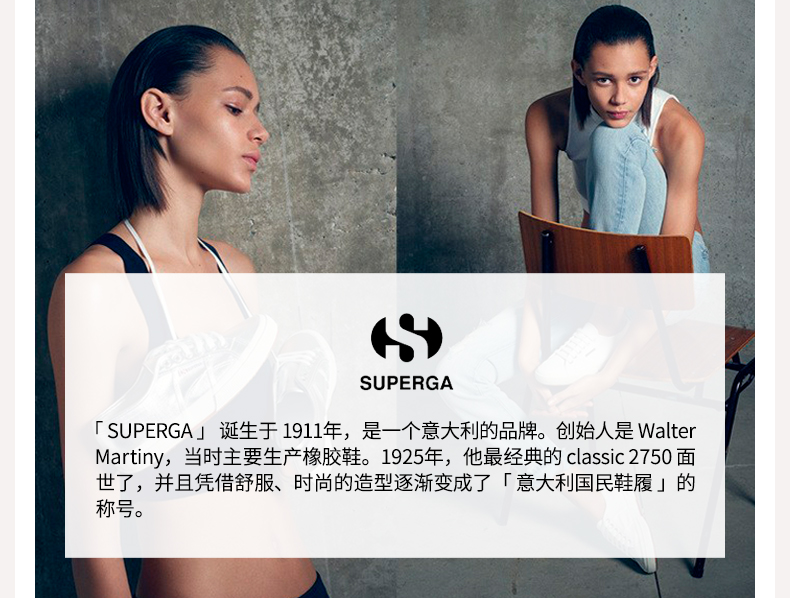 SUPERGA
「 SUPERGA 」 诞生于 1911年，是一个意大利的品牌。创始人是 Walter
Martiny，当时主要生产橡胶鞋。1925年，他最经典的 classic 2750 面
世了，并且凭借舒服、时尚的造型逐渐变成了「 意大利国民鞋履 」的
称号。